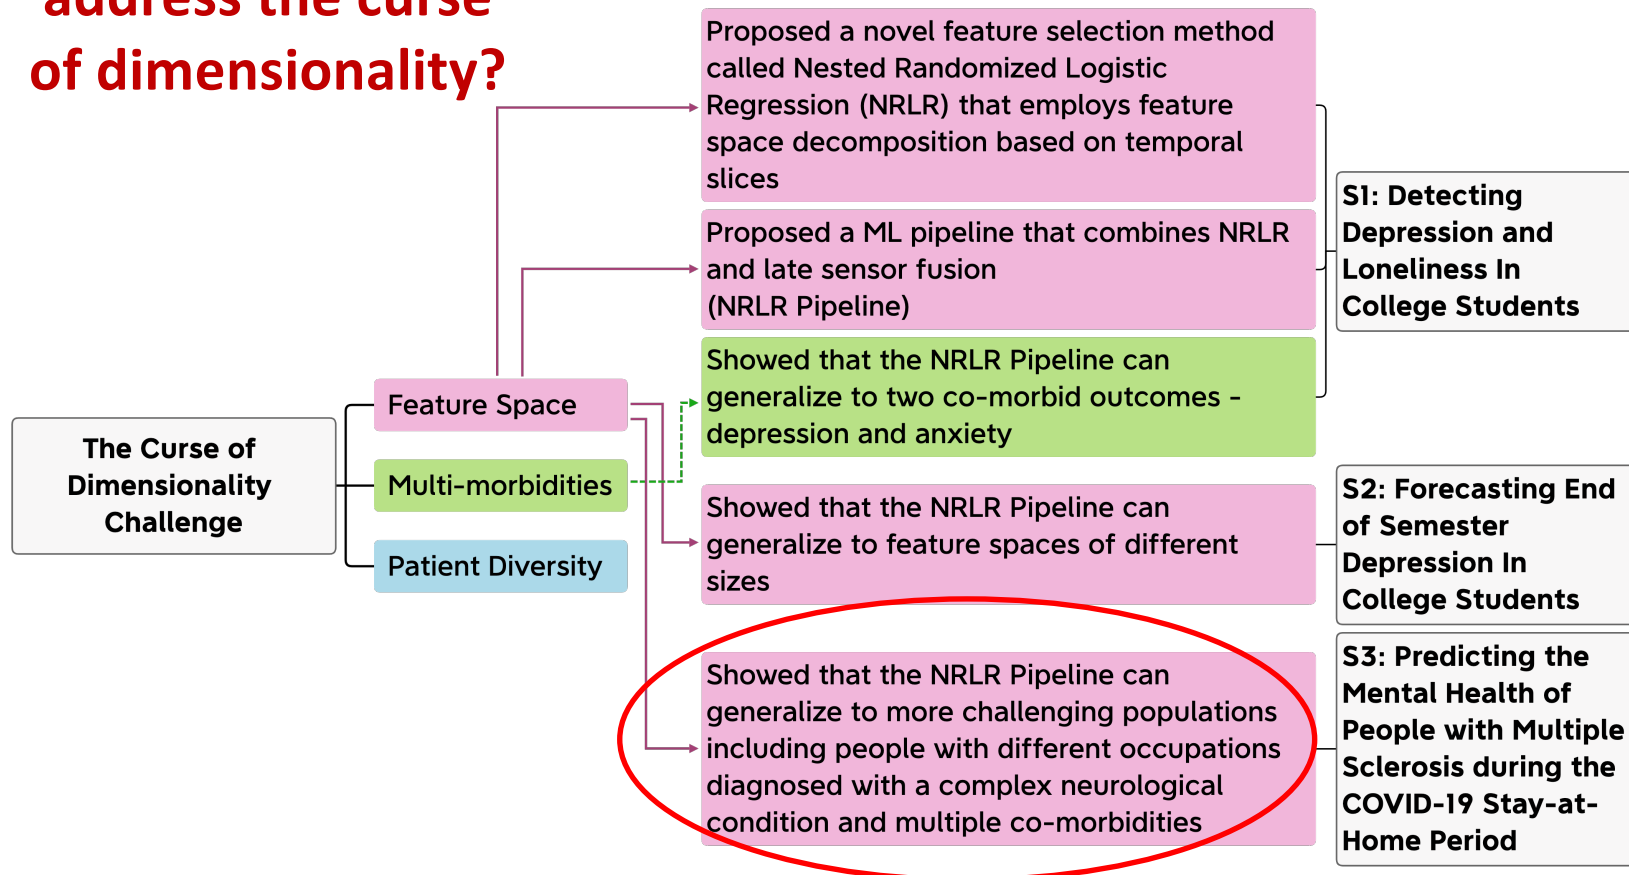 address the curse
of dimensionality?
The Curse of
Dimensionality
Challenge
Feature Space
Multi-morbidities
Patient Diversity
Proposed a novel feature selection method
called Nested Randomized Logistic
Regression (NRLR) that employs feature
space decomposition based on temporal
slices
Proposed a ML pipeline that combines NRLR
and late sensor fusion
(NRLR Pipeline)
Showed that the NRLR Pipeline can
generalize to two co-morbid outcomes -
depression and anxiety
Showed that the NRLR Pipeline can
generalize to feature spaces of different
sizes
Showed that the NRLR Pipeline can
generalize to more challenging populations
including people with different occupations
diagnosed with a complex neurological
condition and multiple co-morbidities
S1: Detecting
Depression and
Loneliness In
College Students
S2: Forecasting End
of Semester
Depression In
College Students
S3: Predicting the
Mental Health of
People with Multiple
Sclerosis during the
COVID-19 Stay-at-
Home Period